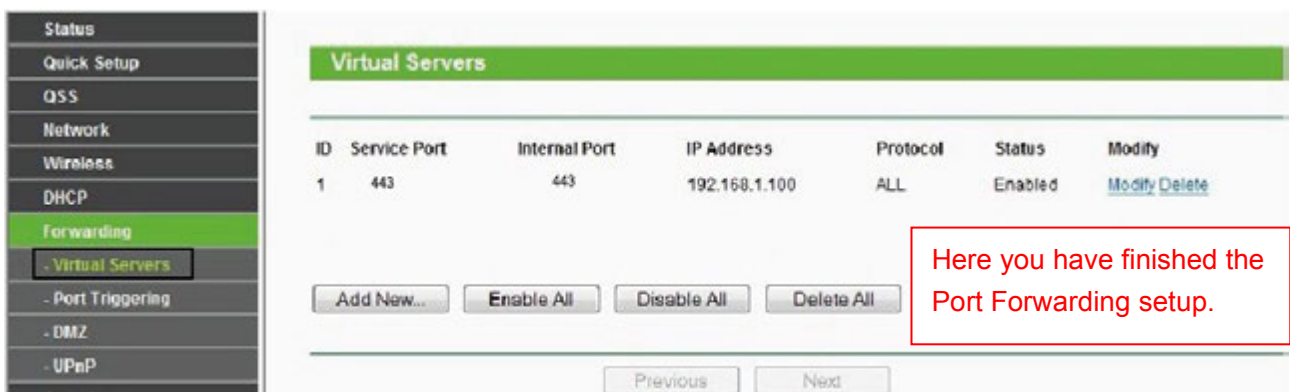 Status
Quick Setup
QSS
Network
Wireless
DHCP
Forwarding
- Virtual Servers
- Port Triggering
- DMZ
- UPnP
Virtual Servers
ID Service Port Internal Port IP Address Protocol Status Modify
1 443 443 192.168.1.100 ALL Enabled Modify Delete
Here you have finished the
Port Forwarding setup.
Add New... Enable All Disable All Delete All
Previous Next